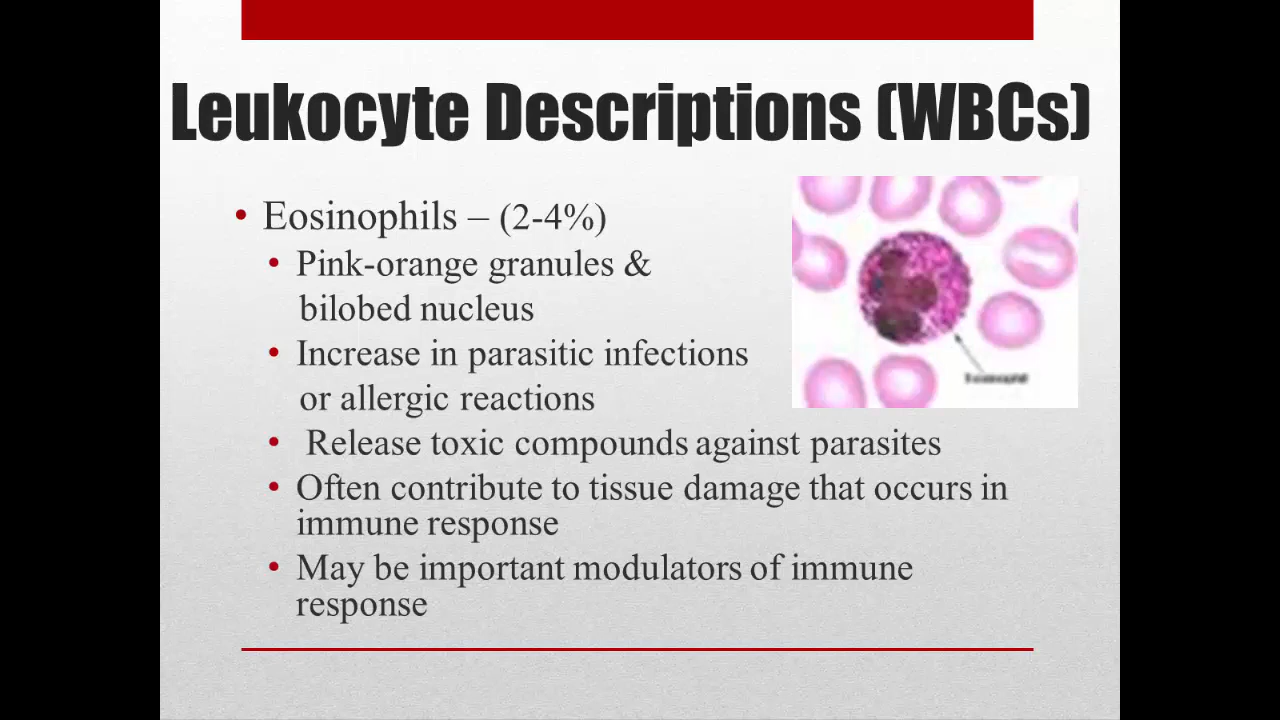 Leukocyte Descriptions (WBCs)
• Eosinophils – (2-4%)
• Pink-orange granules &
bilobed nucleus
• Increase in parasitic infections
or allergic reactions
• Release toxic compounds against parasites
• Often contribute to tissue damage that occurs in
immune response
• May be important modulators of immune
response